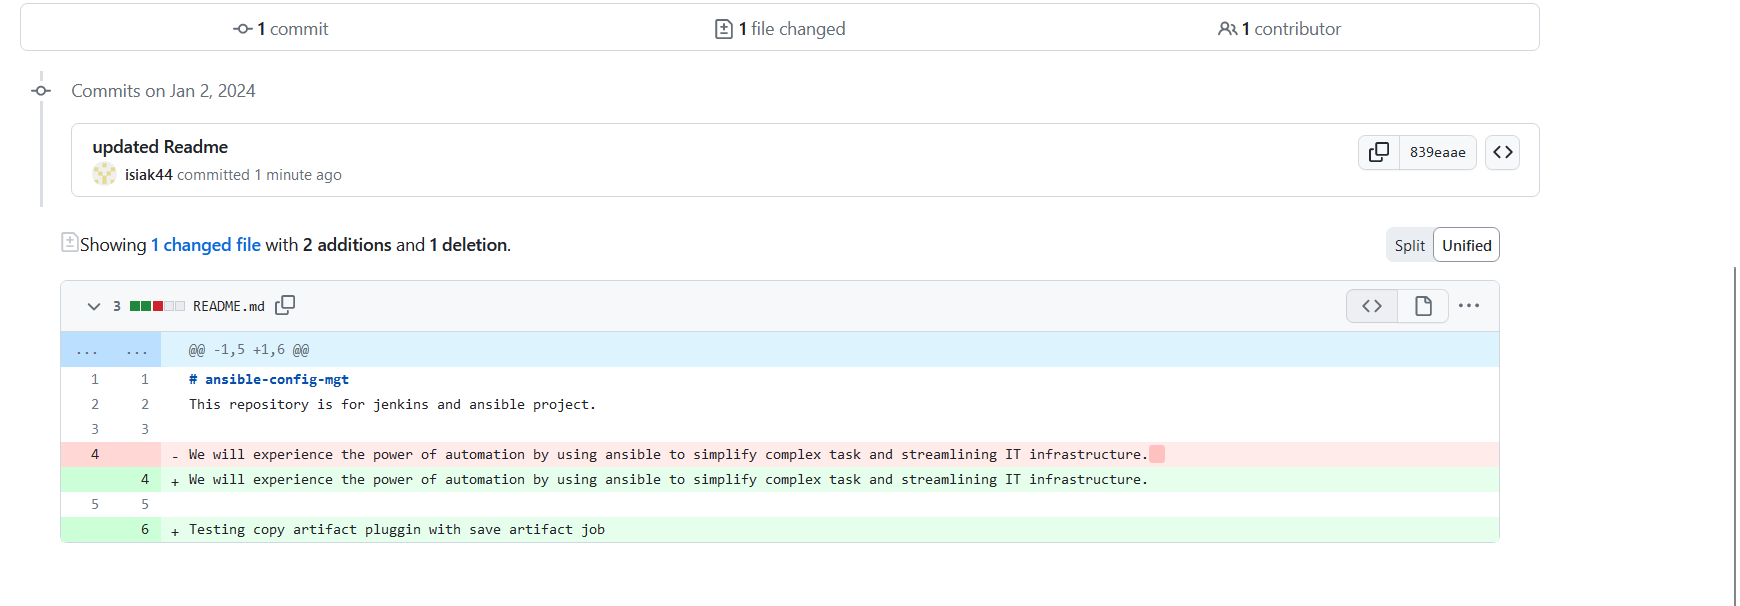 1 commit 1 file changed 1 contributor
Commits on Jan 2, 2024
updated Readme
isiak44 committed 1 minute ago
839eaae
Showing 1 changed file with 2 additions and 1 deletion.
Split Unified
3 README.md
... ... @@ -1,5 +1,6 @@
1 1 # ansible-config-mgt
2 2 This repository is for jenkins and ansible project.
3 3
4 - We will experience the power of automation by using ansible to simplify complex task and streamlining IT infrastructure.
4 + We will experience the power of automation by using ansible to simplify complex task and streamlining IT infrastructure.
5 5
6 + Testing copy artifact pluggin with save artifact job